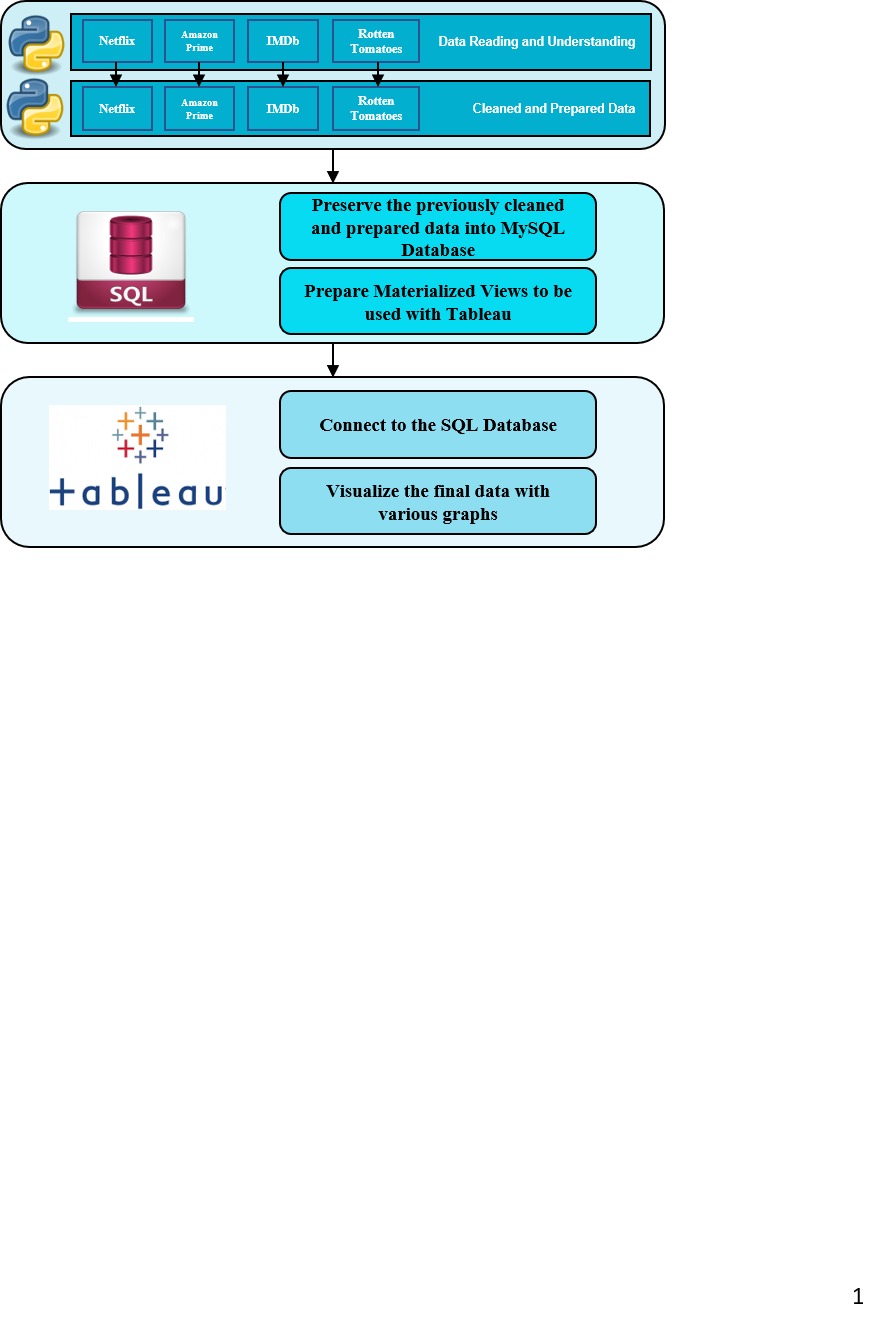 Netflix
Amazon
Prime
IMDb
Rotten
Tomatoes
Data Reading and Understanding
Netflix
Amazon
Prime
IMDb
Rotten
Tomatoes
Cleaned and Prepared Data
SQL
Preserve the previously cleaned
and prepared data into MySQL
Database
Prepare Materialized Views to be
used with Tableau
tableau
Connect to the SQL Database
Visualize the final data with
various graphs
1